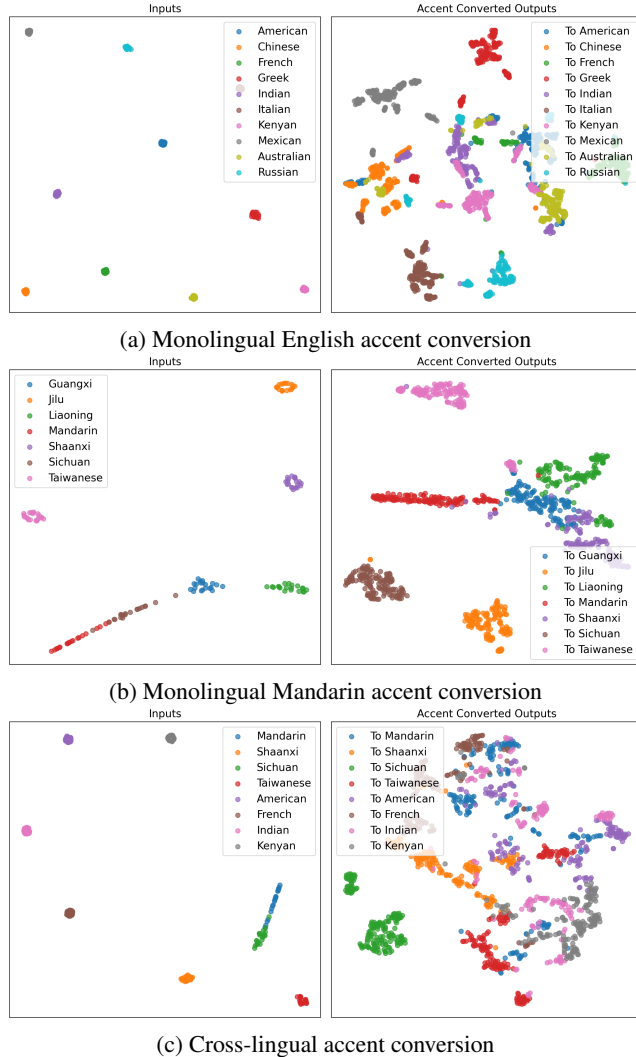 Inputs
American
Chinese
French
Greek
Indian
Italian
Kenyan
Mexican
Australian
Russian
Accent Converted Outputs
To American
To Chinese
To French
To Greek
To Indian
To Italian
To Kenyan
To Mexican
To Australian
To Russian
(a) Monolingual English accent conversion
Inputs
Guangxi
Jilu
Liaoning
Mandarin
Shaanxi
Sichuan
Taiwanese
Accent Converted Outputs
To Guangxi
To Jilu
To Liaoning
To Mandarin
To Shaanxi
To Sichuan
To Taiwanese
(b) Monolingual Mandarin accent conversion
Inputs
Mandarin
Shaanxi
Sichuan
Taiwanese
American
French
Indian
Kenyan
Accent Converted Outputs
To Mandarin
To Shaanxi
To Sichuan
To Taiwanese
To American
To French
To Indian
To Kenyan
(c) Cross-lingual accent conversion